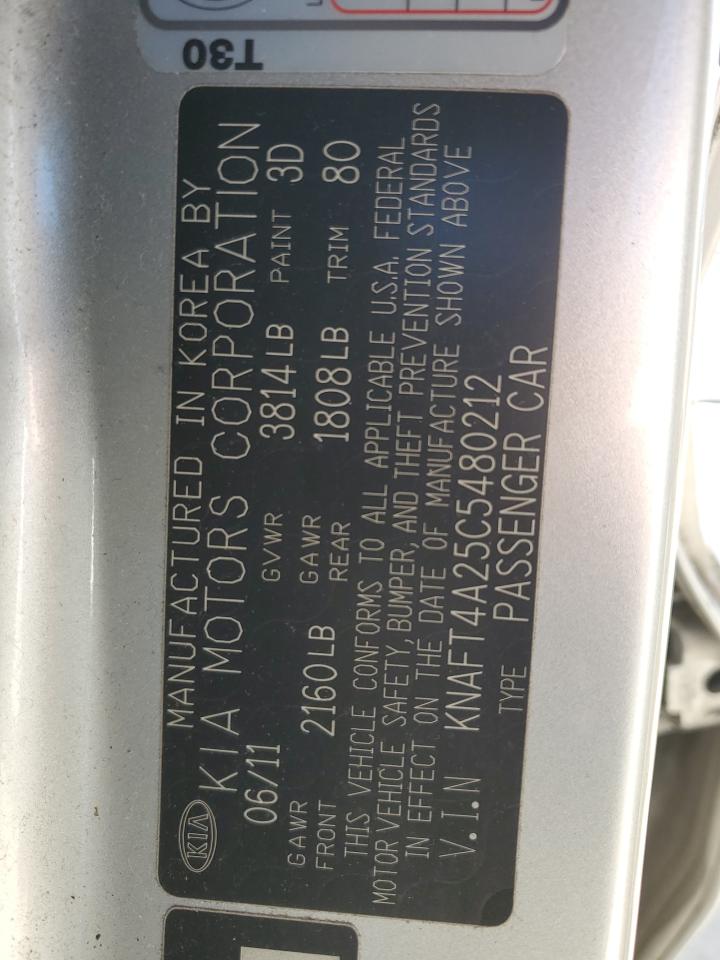 T30
KIA
MANUFACTURED IN KOREA BY
KIA MOTORS CORPORATION
06/11 GVWR 3814LB PAINT 3D
GAWR FRONT 2160LB GAWR REAR 1808LB TRIM 80
THIS VEHICLE CONFORMS TO ALL APPLICABLE U.S.A. FEDERAL
MOTOR VEHICLE SAFETY, BUMPER, AND THEFT PREVENTION STANDARDS
IN EFFECT ON THE DATE OF MANUFACTURE SHOWN ABOVE
V.I.N KNAFT4A25C5480212
TYPE PASSENGER CAR